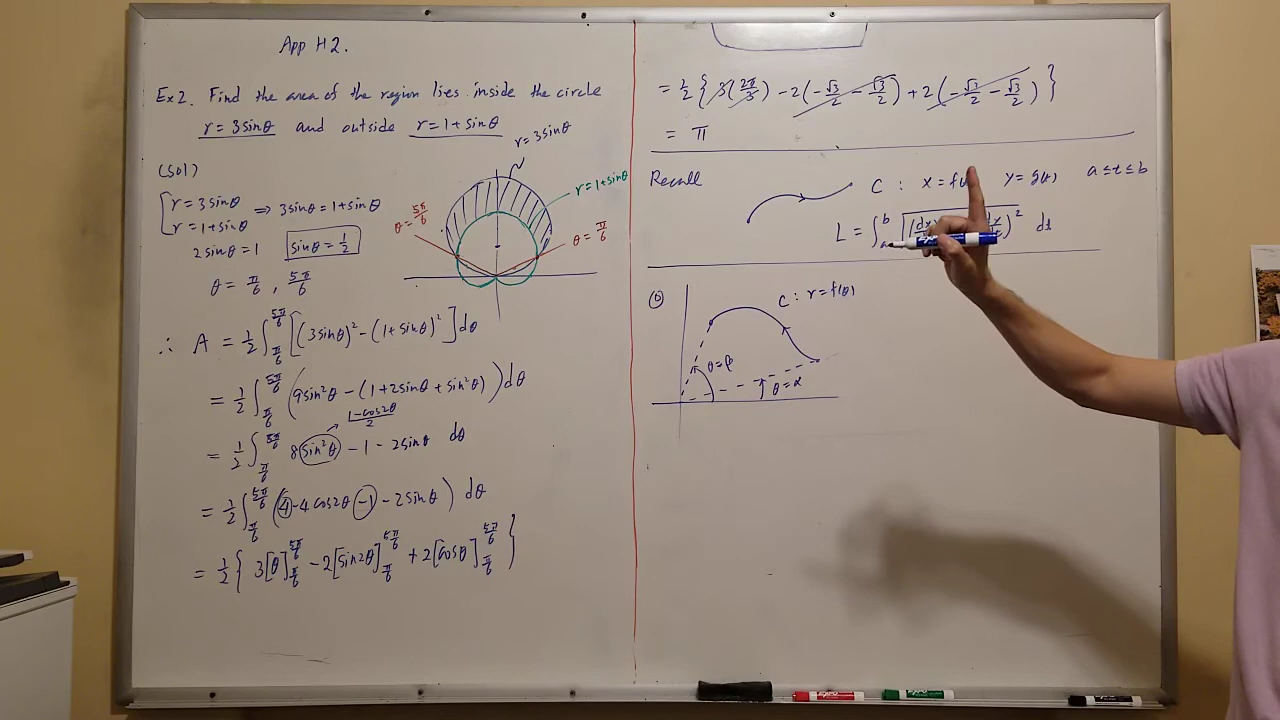 App H2.
Ex2. Find the area of the region lies inside the circle
r = 3sinθ and outside r = 1+sinθ
(Sol)
r = 3sinθ
r = 1+sinθ
⇒ 3sinθ = 1+sinθ
2sinθ = 1
sinθ = 1/2
θ = π/6 , 5π/6
r = 3sinθ
r = 1+sinθ
θ = 5π/6
θ = π/6
∴ A = 1/2 ∫_{π/6}^{5π/6} [(3sinθ)² − (1+sinθ)²] dθ
= 1/2 ∫_{π/6}^{5π/6} (9sin²θ − (1+2sinθ+sin²θ)) dθ
(1−cos2θ)/2
= 1/2 ∫_{π/6}^{5π/6} 8 sin²θ − 1 − 2sinθ dθ
= 1/2 ∫_{π/6}^{5π/6} (4 − 4cos2θ − 1 − 2sinθ) dθ
= 1/2 { 3[θ]_{π/6}^{5π/6} − 2[sin2θ]_{π/6}^{5π/6} + 2[cosθ]_{π/6}^{5π/6} }
= 1/2 { 3(2π/3) − 2(−√3/2 − √3/2) + 2(−√3/2 − √3/2) }
= π
Recall
C : x = f(t) y = g(t) a ≤ t ≤ b
L = ∫_a^b √ dt
(b)
C : r = f(θ)
θ = β
θ = α
EXPO
EXPO
EXPO